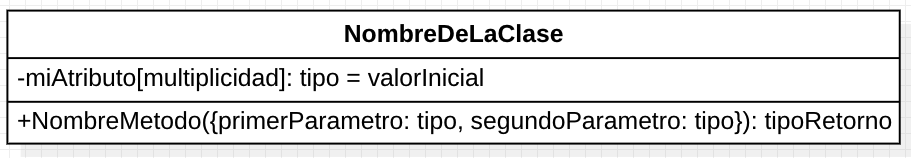 NombreDeLaClase
-miAtributo[multiplicidad]: tipo = valorInicial
+NombreMetodo({primerParametro: tipo, segundoParametro: tipo}): tipoRetorno